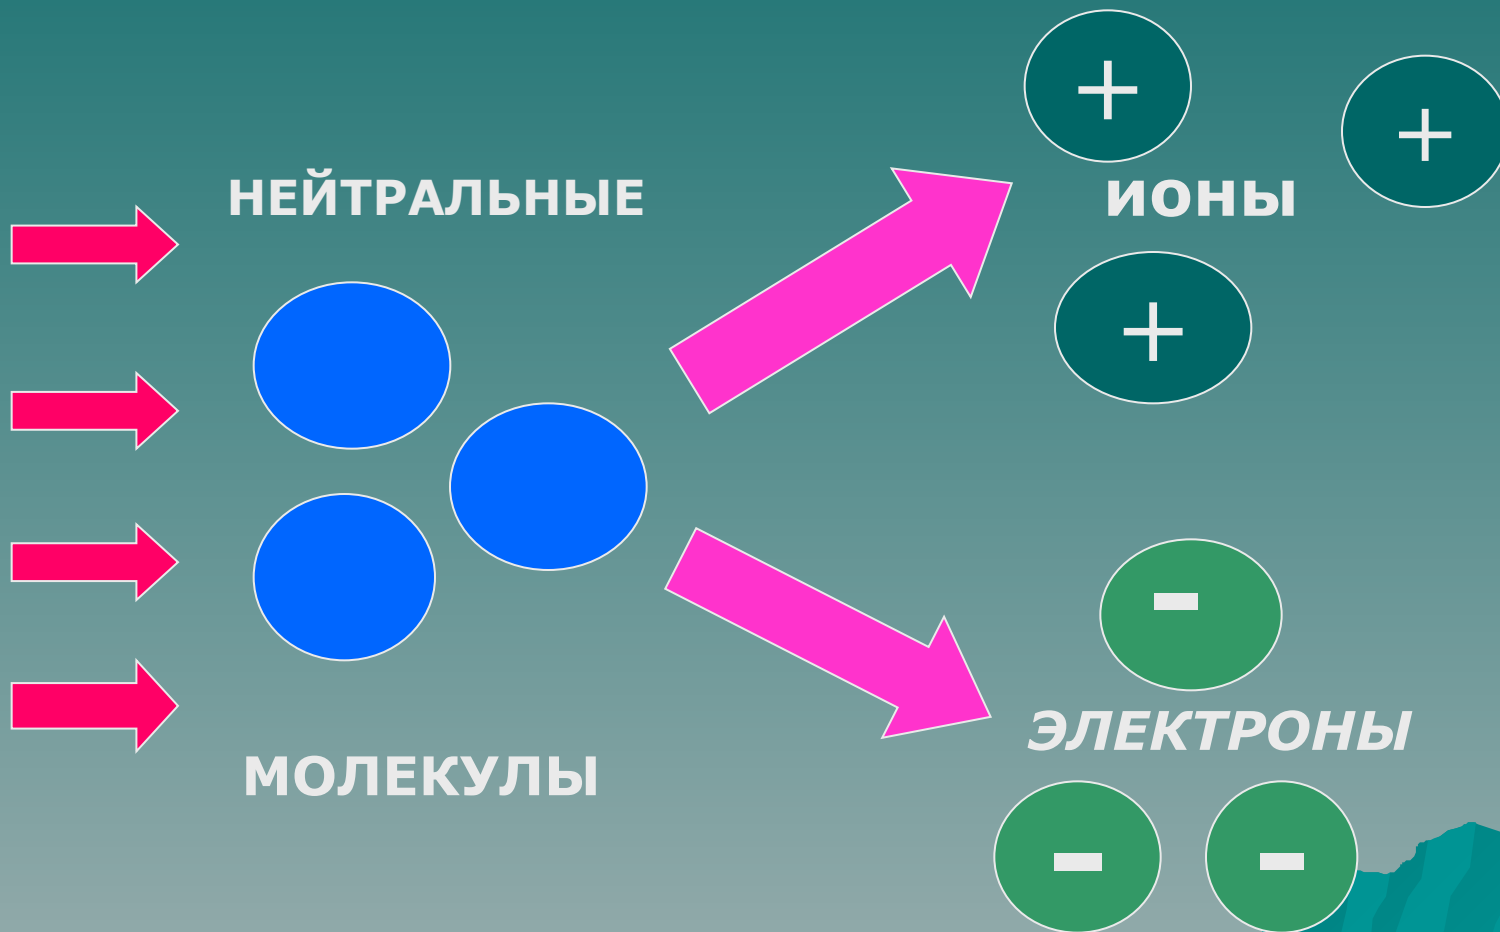 +
+
НЕЙТРАЛЬНЫЕ
ИОНЫ
+
-
ЭЛЕКТРОНЫ
МОЛЕКУЛЫ
-
-